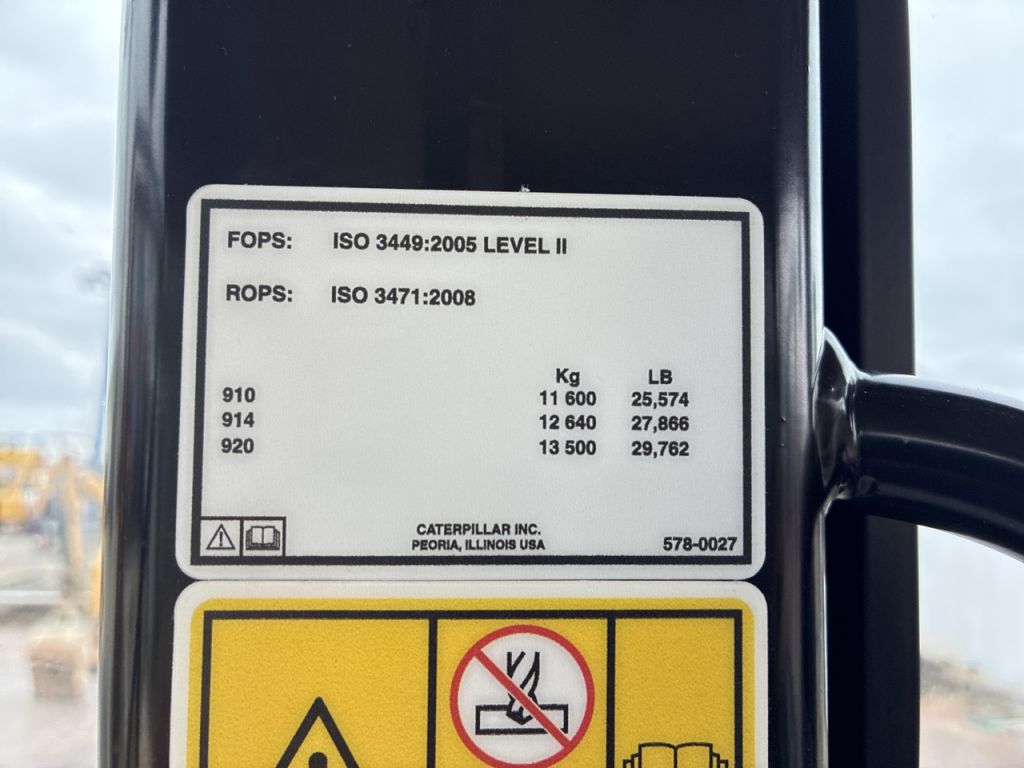 FOPS: ISO 3449:2005 LEVEL II
ROPS: ISO 3471:2008
Kg LB
910 11 600 25,574
914 12 640 27,866
920 13 500 29,762
CATERPILLAR INC.
PEORIA, ILLINOIS USA
578-0027